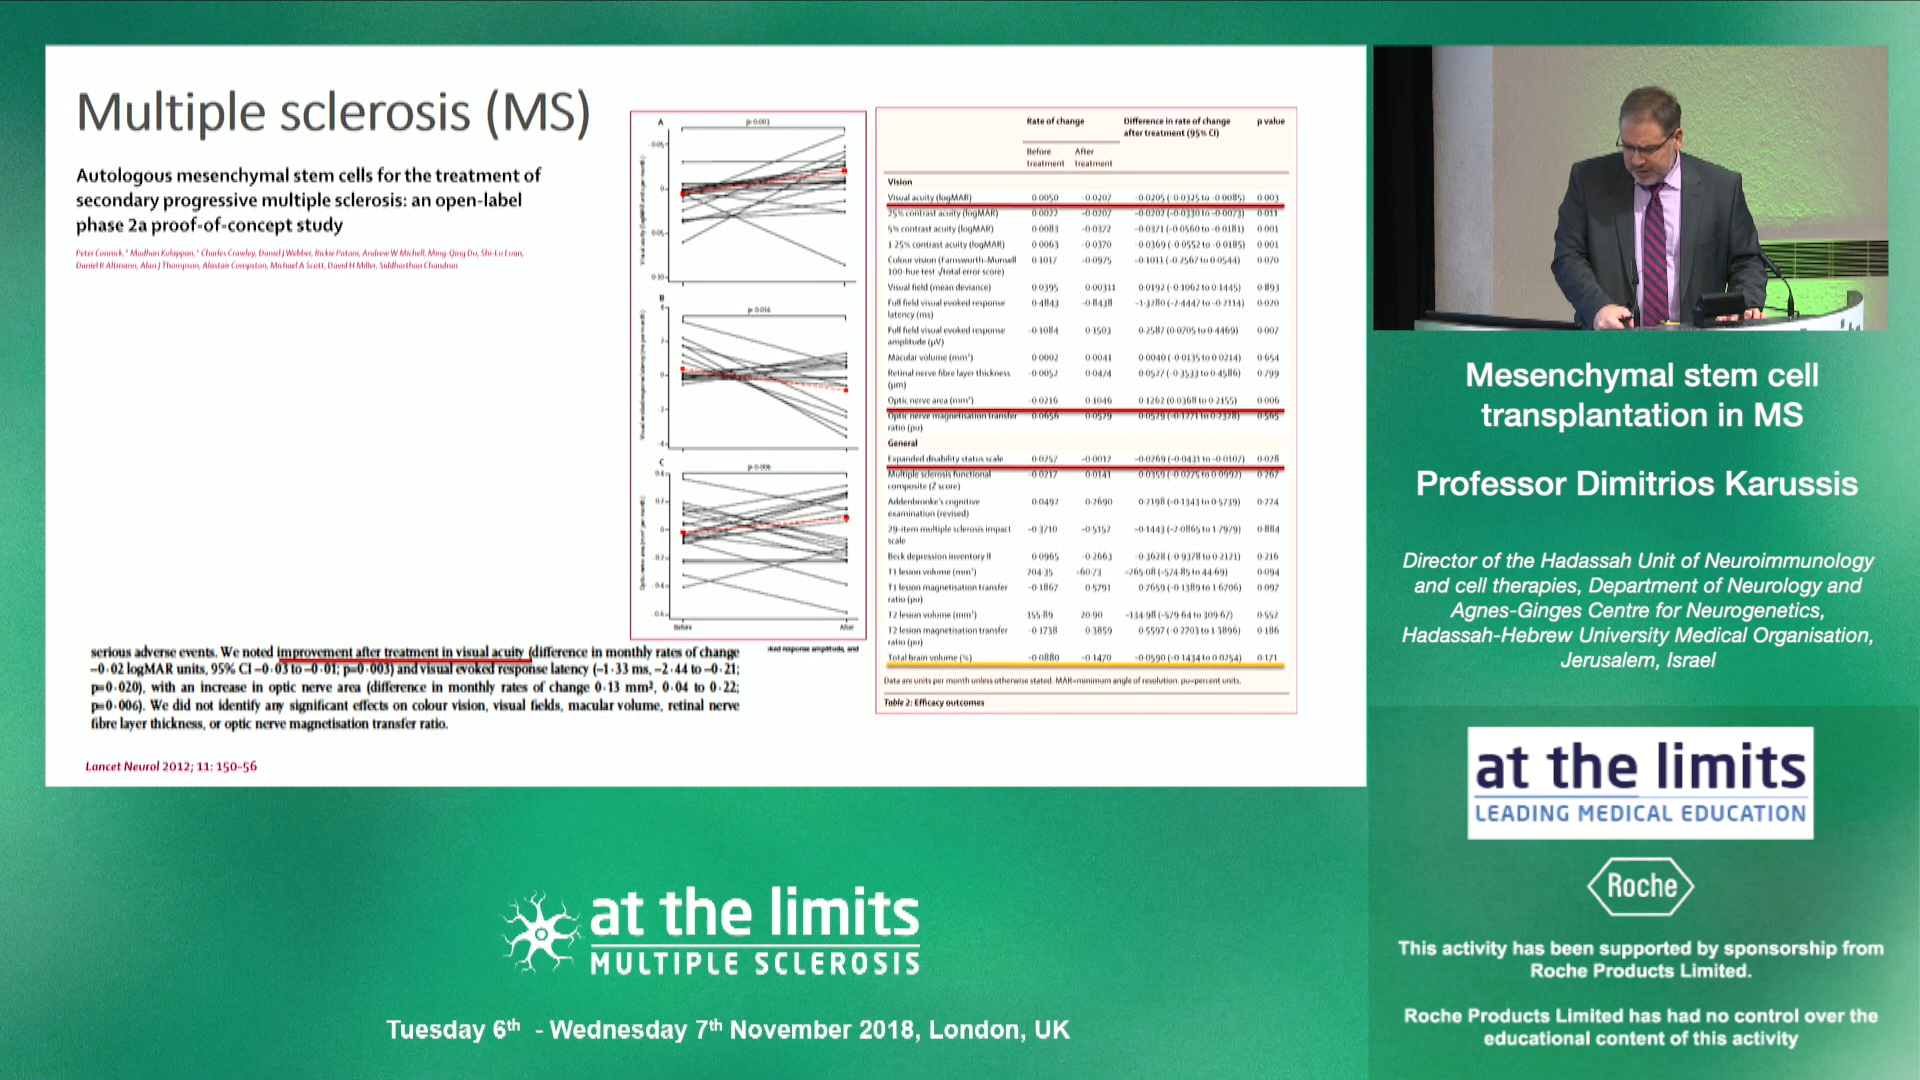 Multiple sclerosis (MS)
Autologous mesenchymal stem cells for the treatment of
secondary progressive multiple sclerosis: an open-label
phase 2a proof-of-concept study
Peter Connick,* Madhan Kolappan,* Charles Crawley, Daniel J Webber, Rickie Patani, Andrew W Michell, Ming-Qing Du, Shi-Lu Luan,
Daniel R Altmann, Alan J Thompson, Alastair Compston, Michael A Scott, David H Miller, Siddharthan Chandran
A
p=0·003
B
p=0·016
C
p=0·006
Before After
Rate of change Difference in rate of change p value
after treatment (95% CI)
Before After
treatment treatment
Vision
Visual acuity (logMAR) 0·0050 –0·0207 –0·0205 (–0·0325 to –0·0085) 0·003
25% contrast acuity (logMAR) 0·0022 –0·0207 –0·0202 (–0·0330 to –0·0073) 0·011
5% contrast acuity (logMAR) 0·0083 –0·0372 –0·0371 (–0·0560 to –0·0181) 0·001
1·25% contrast acuity (logMAR) 0·0063 –0·0370 –0·0369 (–0·0552 to –0·0185) 0·001
Colour vision (Farnsworth-Munsell 0·1017 –0·0975 –0·1011 (–0·2567 to 0·0544) 0·070
100-hue test √total error score)
Visual field (mean deviance) 0·0395 0·00311 0·0192 (–0·1062 to 0·1445) 0·893
Full field visual evoked response 0·4843 –0·8438 –1·3280 (–2·4447 to –0·2114) 0·020
latency (ms)
Full field visual evoked response –0·1084 0·1503 0·2587 (0·0705 to 0·4469) 0·007
amplitude (μV)
Macular volume (mm³) 0·0002 0·0041 0·0040 (–0·0135 to 0·0214) 0·654
Retinal nerve fibre layer thickness –0·0052 0·0474 0·0527 (–0·3533 to 0·4586) 0·799
(μm)
Optic nerve area (mm²) –0·0216 0·1046 0·1262 (0·0368 to 0·2155) 0·006
Optic nerve magnetisation transfer 0·0656 0·0529 0·565
ratio (pu)
General
Expanded disability status scale 0·0257 –0·0012 –0·0269 (–0·0431 to –0·0107) 0·028
Multiple sclerosis functional –0·0217 0·0141 0·0359 (–0·0275 to 0·0992) 0·267
composite (Z score)
Addenbrooke's cognitive 0·0492 0·2690 0·2198 (–0·1343 to 0·5739) 0·224
examination (revised)
29-item multiple sclerosis impact –0·3710 –0·5152 –0·1443 (–2·0865 to 1·7979) 0·884
scale
Beck depression inventory II 0·0965 –0·2663 –0·3628 (–0·9378 to 0·2121) 0·216
T1 lesion volume (mm³) 204·35 –60·73 –265·08 (–574·85 to 44·69) 0·094
T1 lesion magnetisation transfer –0·1867 0·5791 0·7659 (–0·1389 to 1·6706) 0·097
ratio (pu)
T2 lesion volume (mm³) 155·89 20·90 –134·98 (–579·64 to 309·67) 0·552
T2 lesion magnetisation transfer –0·1738 0·3859 0·5597 (–0·2703 to 1·3896) 0·186
ratio (pu)
Total brain volume (%) –0·0880 –0·1470 –0·0590 (–0·1434 to 0·0254) 0·171
Data are units per month unless otherwise stated. MAR=minimum angle of resolution. pu=percent units.
Table 2: Efficacy outcomes
serious adverse events. We noted improvement after treatment in visual acuity (difference in monthly rates of change
–0·02 logMAR units, 95% CI –0·03 to –0·01; p=0·003) and visual evoked response latency (–1·33 ms, –2·44 to –0·21;
p=0·020), with an increase in optic nerve area (difference in monthly rates of change 0·13 mm², 0·04 to 0·22;
p=0·006). We did not identify any significant effects on colour vision, visual fields, macular volume, retinal nerve
fibre layer thickness, or optic nerve magnetisation transfer ratio.
Lancet Neurol 2012; 11: 150–56
Mesenchymal stem cell
transplantation in MS
Professor Dimitrios Karussis
Director of the Hadassah Unit of Neuroimmunology
and cell therapies, Department of Neurology and
Agnes-Ginges Centre for Neurogenetics,
Hadassah-Hebrew University Medical Organisation,
Jerusalem, Israel
at the limits
LEADING MEDICAL EDUCATION
Roche
This activity has been supported by sponsorship from
Roche Products Limited.
Roche Products Limited has had no control over the
educational content of this activity
at the limits
MULTIPLE SCLEROSIS
Tuesday 6th - Wednesday 7th November 2018, London, UK